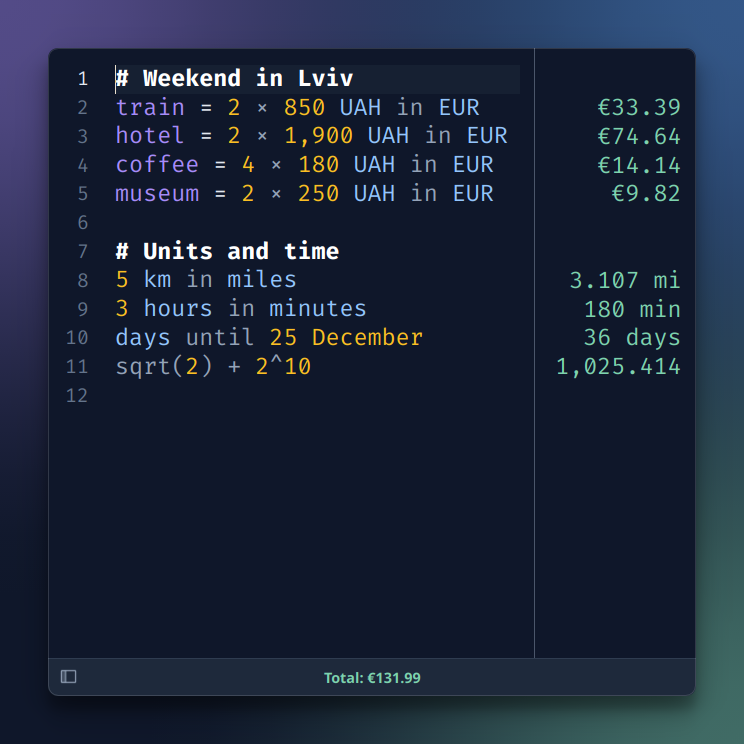 1 # Weekend in Lviv
2 train = 2 × 850 UAH in EUR €33.39
3 hotel = 2 × 1,900 UAH in EUR €74.64
4 coffee = 4 × 180 UAH in EUR €14.14
5 museum = 2 × 250 UAH in EUR €9.82
6
7 # Units and time
8 5 km in miles 3.107 mi
9 3 hours in minutes 180 min
10 days until 25 December 36 days
11 sqrt(2) + 2^10 1,025.414
12
Total: €131.99